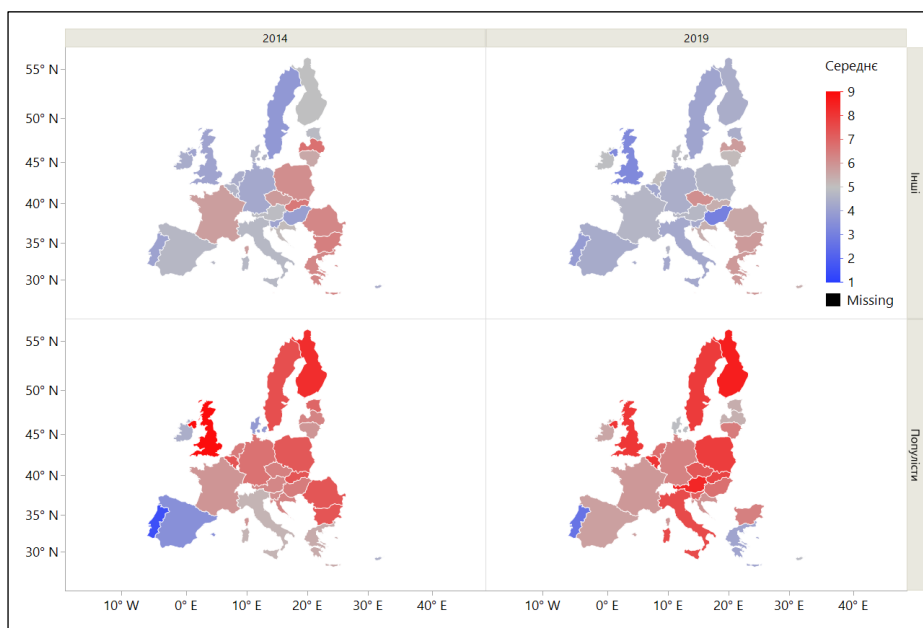 2014
2019
55° N
50° N
45° N
40° N
35° N
30° N
Середнє
9
8
7
6
5
4
3
2
1
Missing
Інші
55° N
50° N
45° N
40° N
35° N
30° N
Популісти
10° W
0° E
10° E
20° E
30° E
40° E
10° W
0° E
10° E
20° E
30° E
40° E